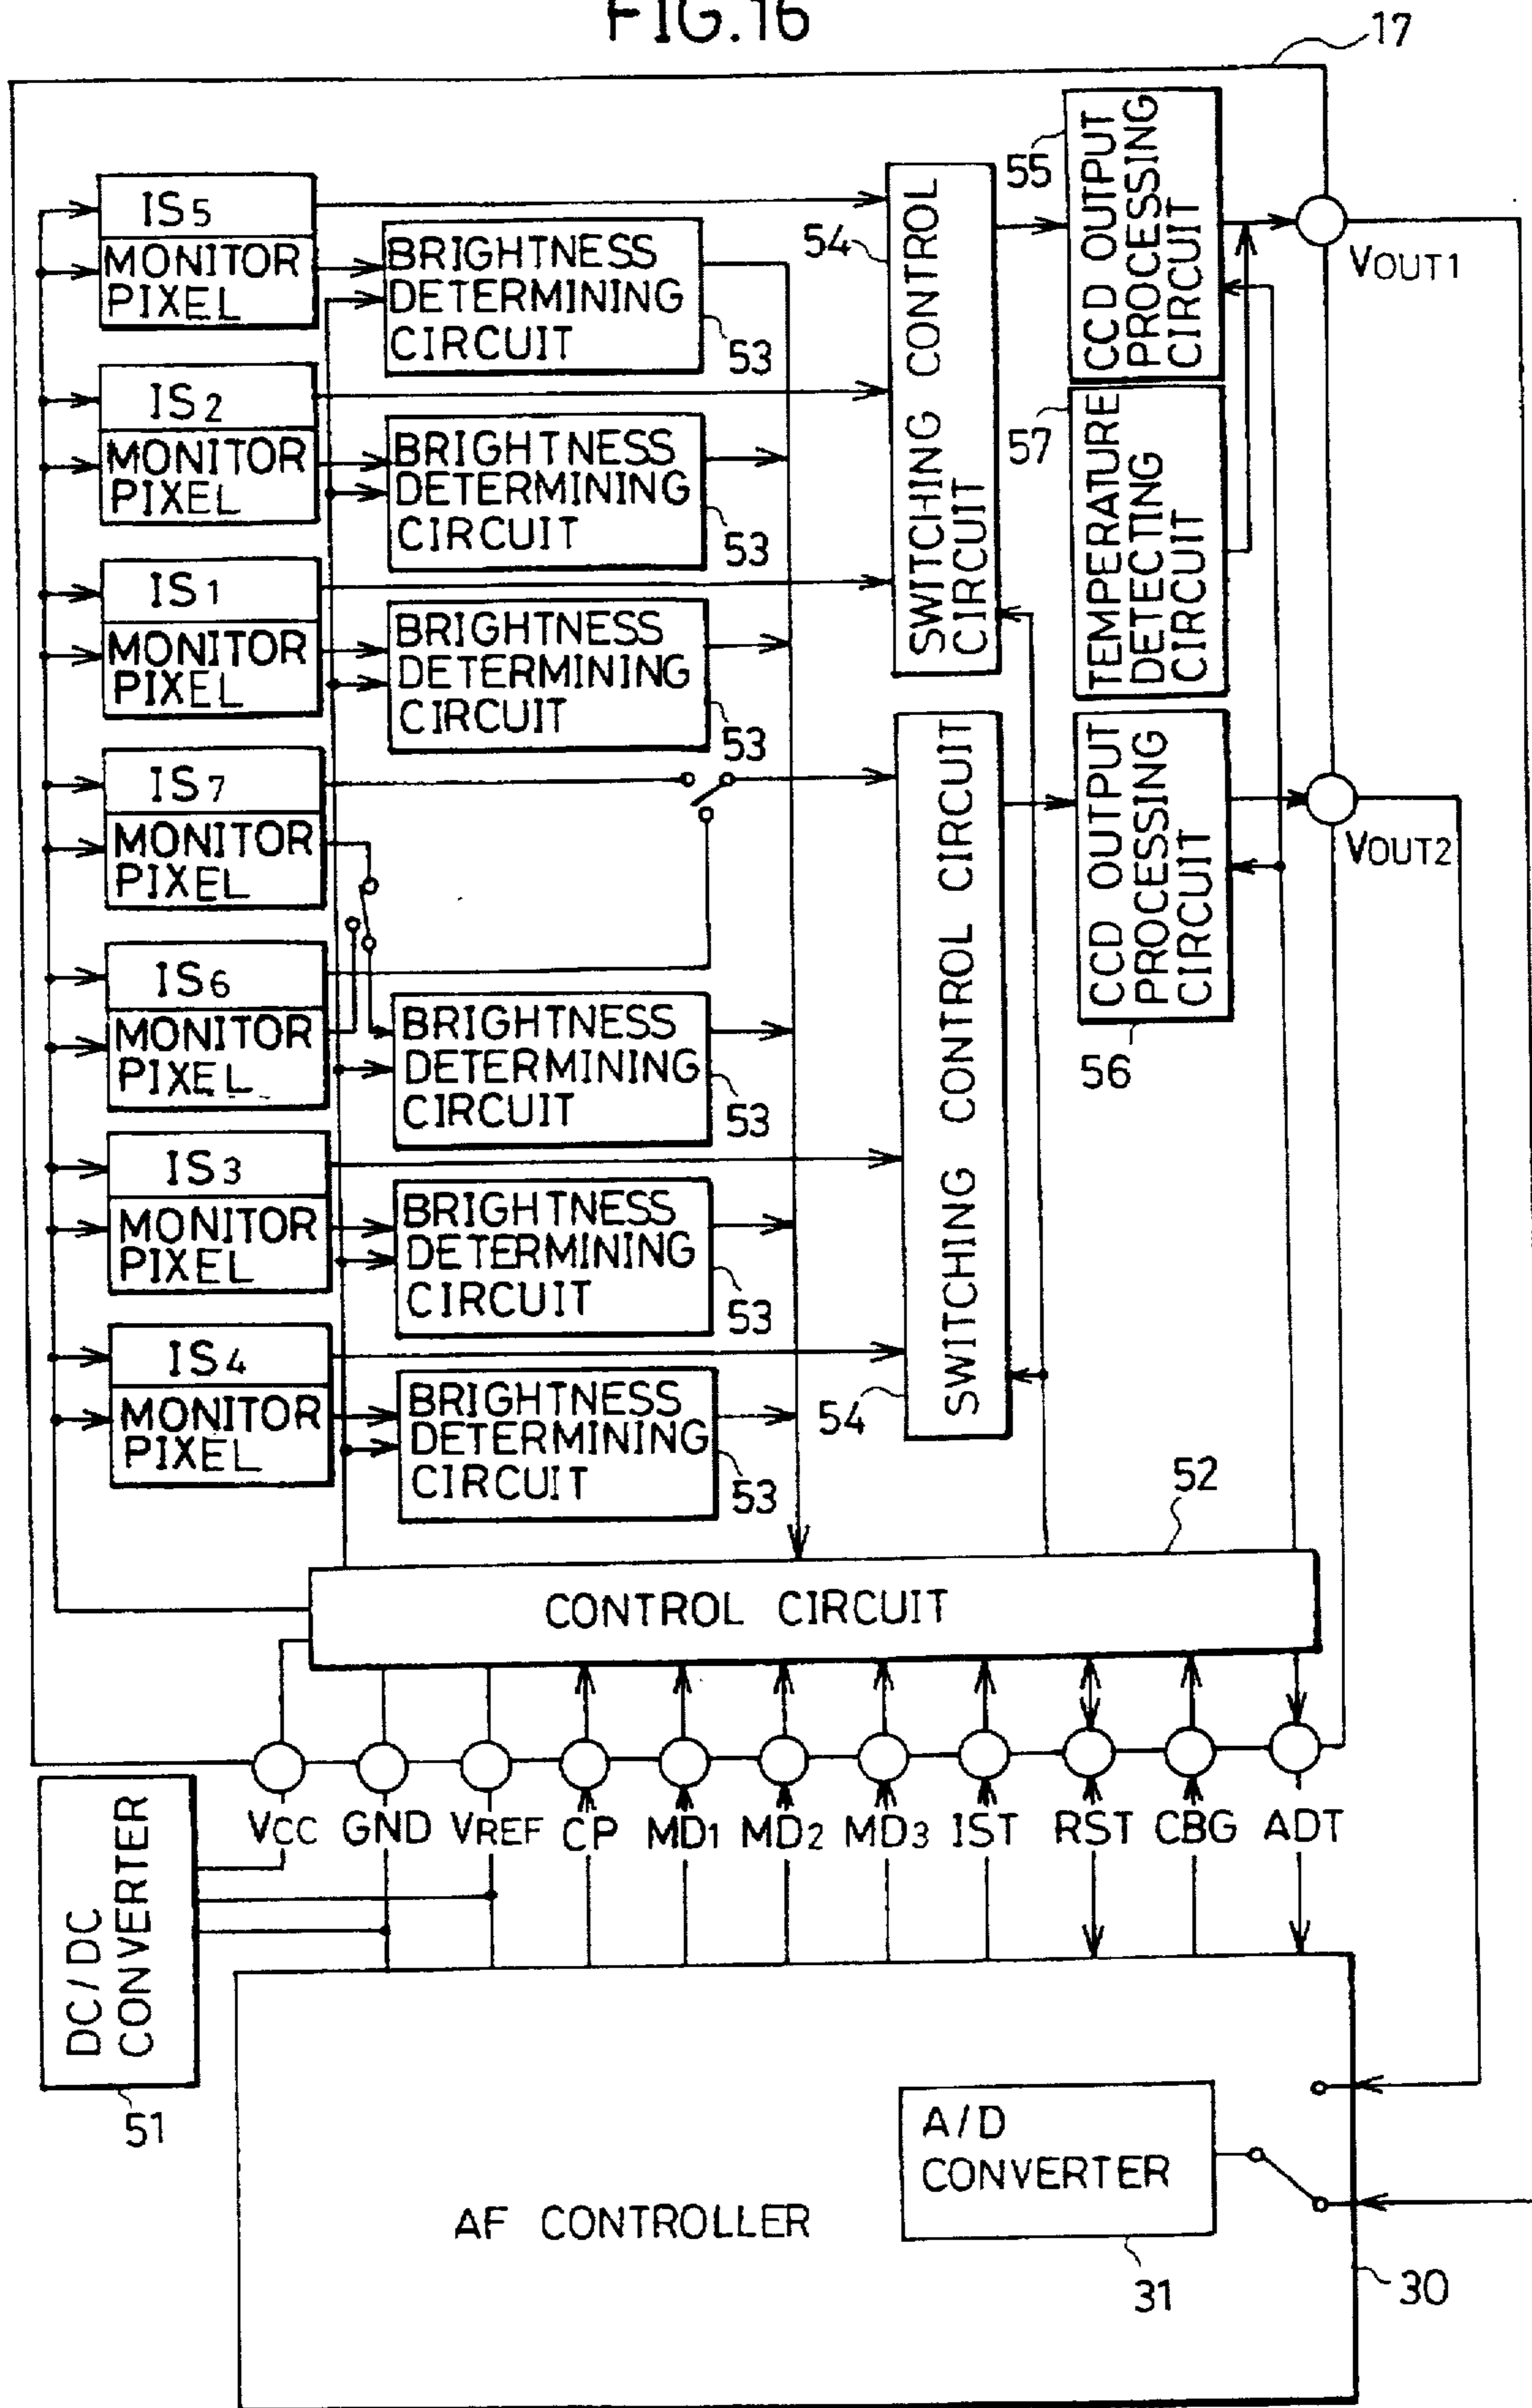 FIG.16
17
IS5
MONITOR
PIXEL
BRIGHTNESS
DETERMINING
CIRCUIT
53
IS2
MONITOR
PIXEL
BRIGHTNESS
DETERMINING
CIRCUIT
53
IS1
MONITOR
PIXEL
BRIGHTNESS
DETERMINING
CIRCUIT
53
IS7
MONITOR
PIXEL
IS6
MONITOR
PIXEL
BRIGHTNESS
DETERMINING
CIRCUIT
53
IS3
MONITOR
PIXEL
BRIGHTNESS
DETERMINING
CIRCUIT
53
IS4
MONITOR
PIXEL
BRIGHTNESS
DETERMINING
CIRCUIT
53
54
SWITCHING CONTROL
CIRCUIT
54
SWITCHING CONTROL CIRCUIT
55
CCD OUTPUT
PROCESSING
CIRCUIT
57
TEMPERATURE
DETECTING
CIRCUIT
CCD OUTPUT
PROCESSING
CIRCUIT
56
VOUT1
VOUT2
52
CONTROL CIRCUIT
VCC GND VREF CP MD1 MD2 MD3 IST RST CBG ADT
DC/DC
CONVERTER
51
A/D
CONVERTER
31
AF CONTROLLER
30